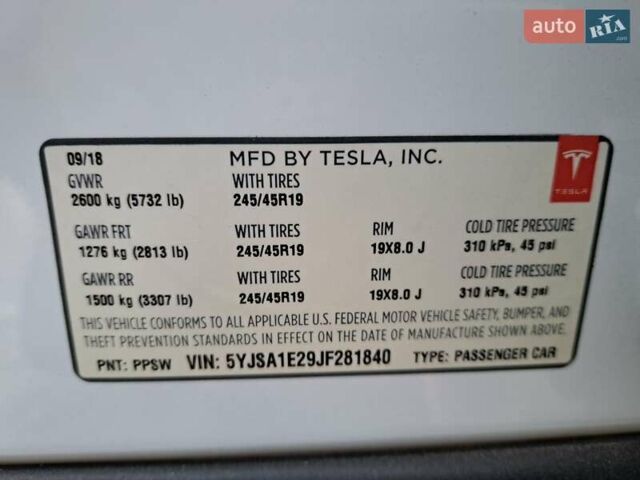 auto RIA.com
09/18 MFD BY TESLA, INC.
GVWR WITH TIRES
2600 kg (5732 lb) 245/45R19
GAWR FRT WITH TIRES RIM COLD TIRE PRESSURE
1276 kg (2813 lb) 245/45R19 19X8.0 J 310 kPa, 45 psi
GAWR RR WITH TIRES RIM COLD TIRE PRESSURE
1500 kg (3307 lb) 245/45R19 19X8.0 J 310 kPa, 45 psi
TESLA
THIS VEHICLE CONFORMS TO ALL APPLICABLE U.S. FEDERAL MOTOR VEHICLE SAFETY, BUMPER, AND
THEFT PREVENTION STANDARDS IN EFFECT ON THE DATE OF MANUFACTURE SHOWN ABOVE.
PNT: PPSW VIN: 5YJSA1E29JF281840 TYPE: PASSENGER CAR